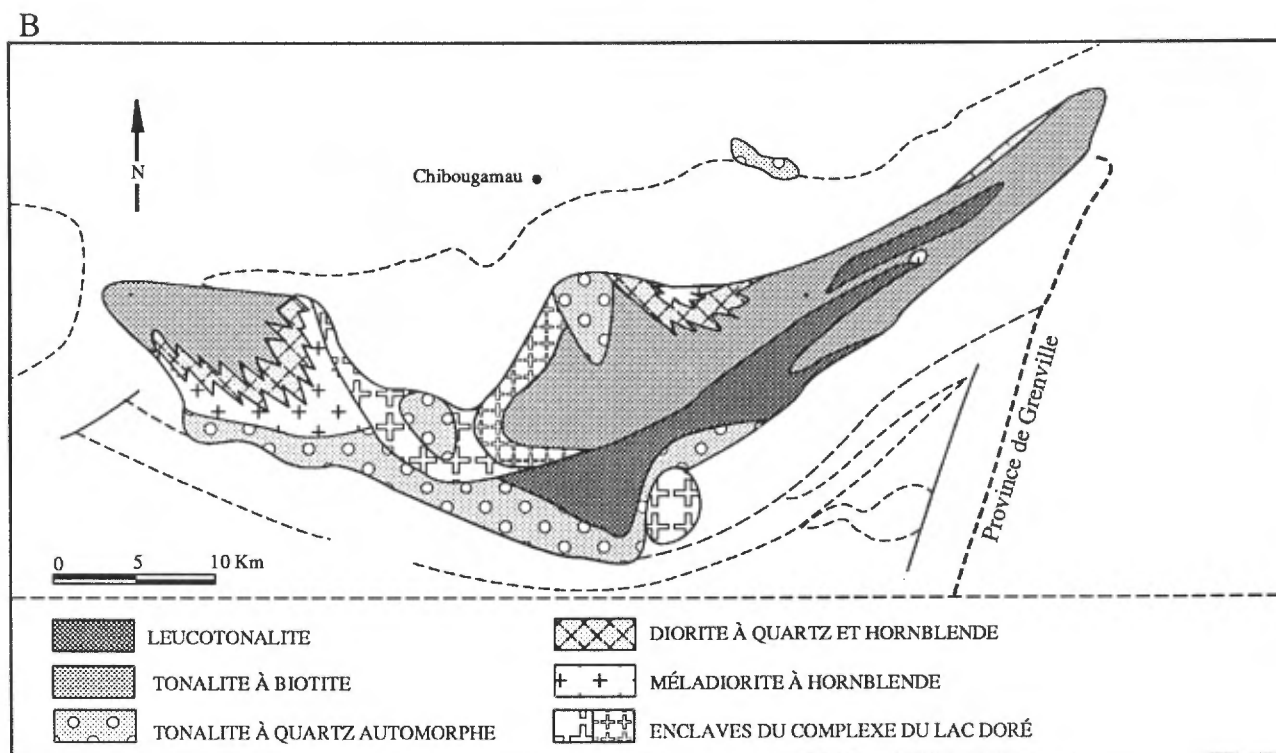 B
N
Chibougamau
Province de Grenville
0 5 10 Km
LEUCOTONALITE
TONALITE À BIOTITE
TONALITE À QUARTZ AUTOMORPHE
DIORITE À QUARTZ ET HORNBLENDE
MÉLADIORITE À HORNBLENDE
ENCLAVES DU COMPLEXE DU LAC DORÉ